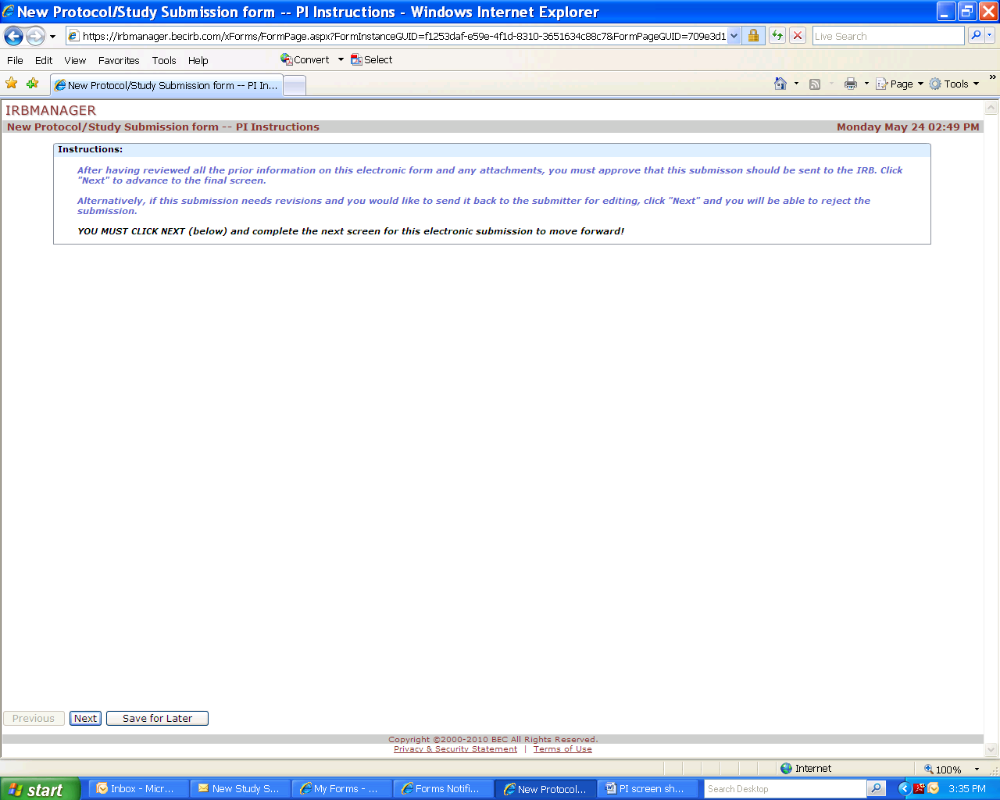 New Protocol/Study Submission form -- PI Instructions - Windows Internet Explorer
https://irbmanager.becirb.com/xForms/FormPage.aspx?FormInstanceGUID=f1253daf-e59e-4f1d-8310-3651634c88c7&FormPageGUID=709e3d1
Live Search
File Edit View Favorites Tools Help Convert Select
New Protocol/Study Submission form -- PI In...
Page Tools »
IRBMANAGER
New Protocol/Study Submission form -- PI Instructions Monday May 24 02:49 PM
Instructions:
After having reviewed all the prior information on this electronic form and any attachments, you must approve that this submisson should be sent to the IRB. Click
"Next" to advance to the final screen.
Alternatively, if this submission needs revisions and you would like to send it back to the submitter for editing, click "Next" and you will be able to reject the
submission.
YOU MUST CLICK NEXT (below) and complete the next screen for this electronic submission to move forward!
Previous Next Save for Later
Copyright ©2000-2010 BEC All Rights Reserved.
Privacy & Security Statement | Terms of Use
Internet 100%
start Inbox - Micr... New Study S... My Forms - ... Forms Notifi... New Protocol... PI screen sh... Search Desktop 3:35 PM